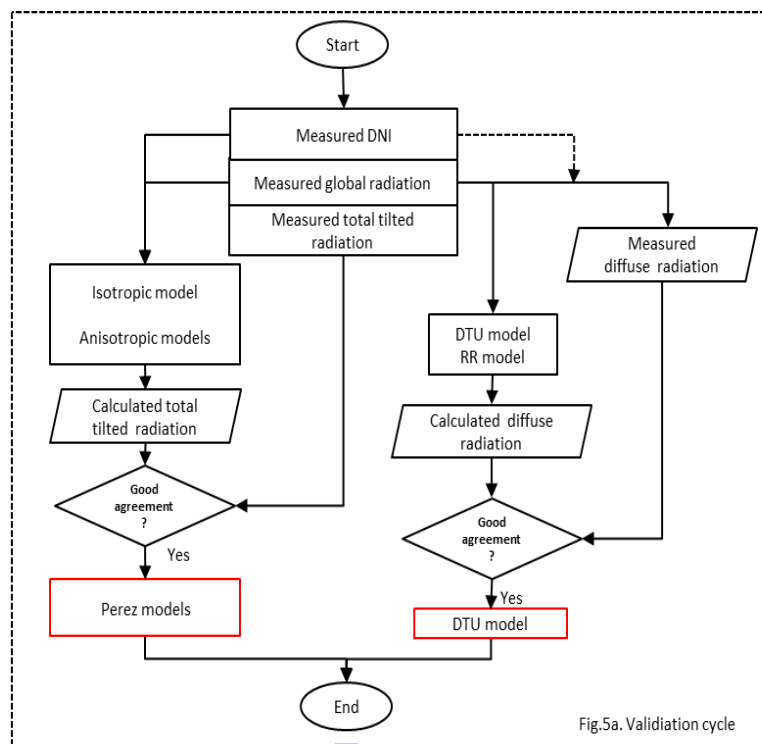 Start
Measured DNI
Measured global radiation
Measured total tilted
radiation
Measured
diffuse radiation
Isotropic model
Anisotropic models
DTU model
RR model
Calculated total
tilted radiation
Calculated diffuse
radiation
Good
agreement
?
Good
agreement
?
Yes
Yes
Perez models
DTU model
End
Fig.5a. Validiation cycle